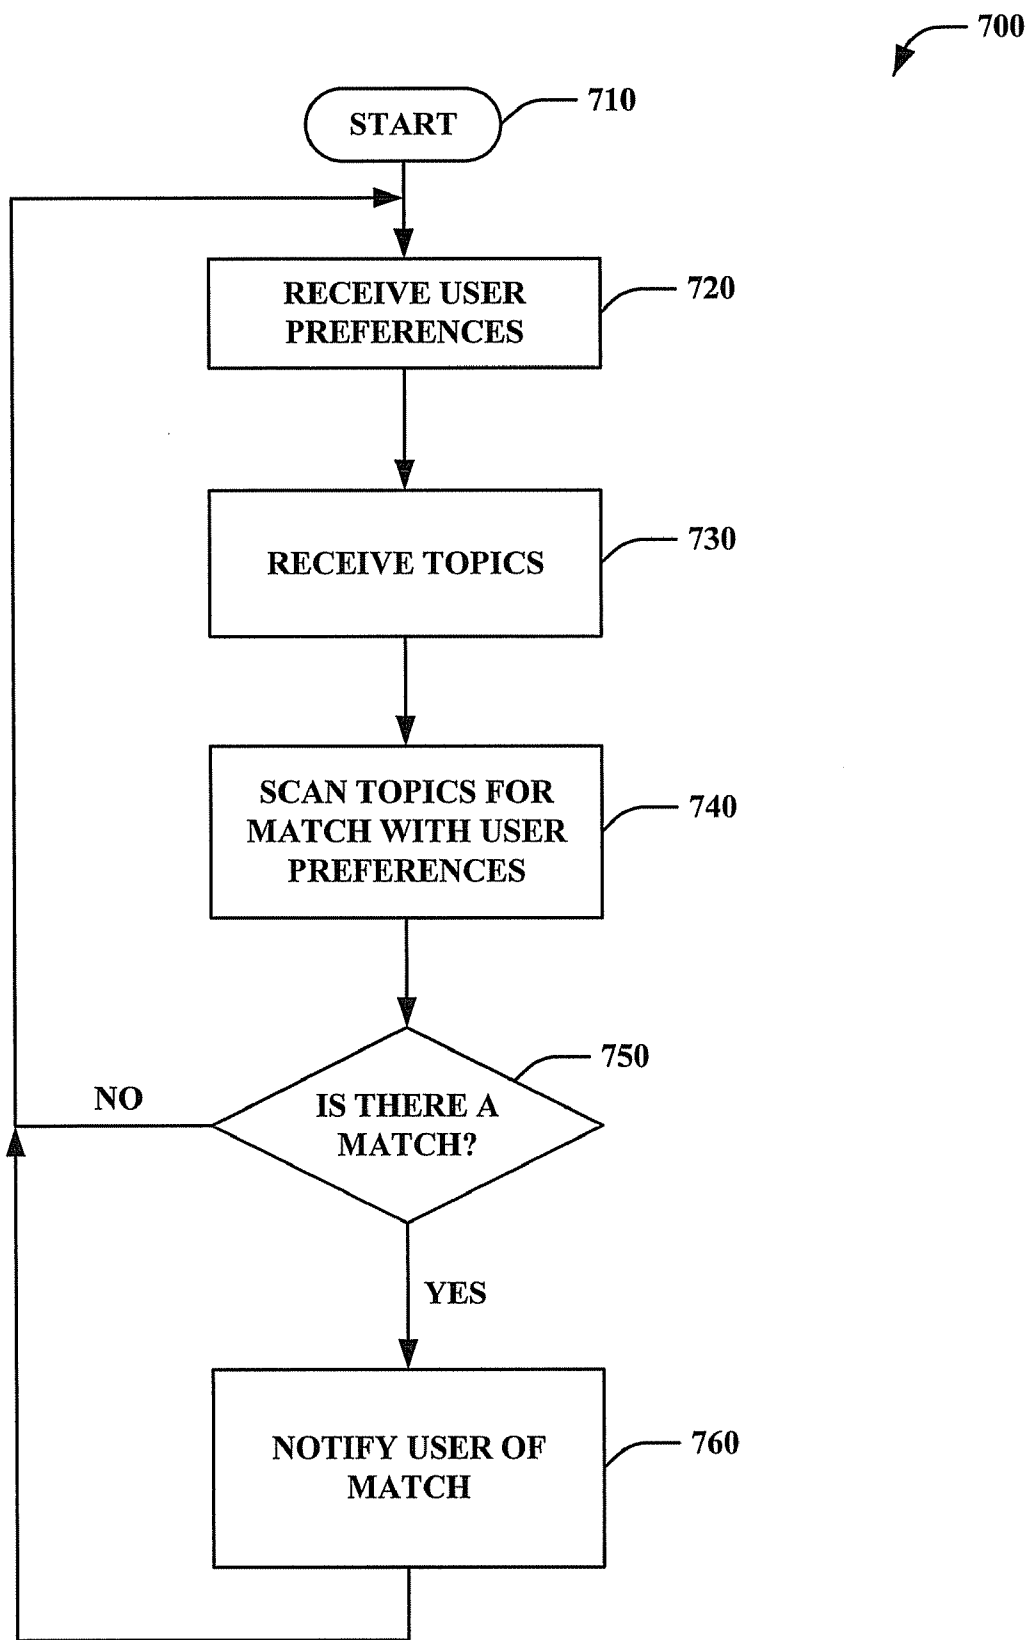 700
START
710
RECEIVE USER
PREFERENCES
720
RECEIVE TOPICS
730
SCAN TOPICS FOR
MATCH WITH USER
PREFERENCES
740
IS THERE A
MATCH?
750
NO
YES
NOTIFY USER OF
MATCH
760